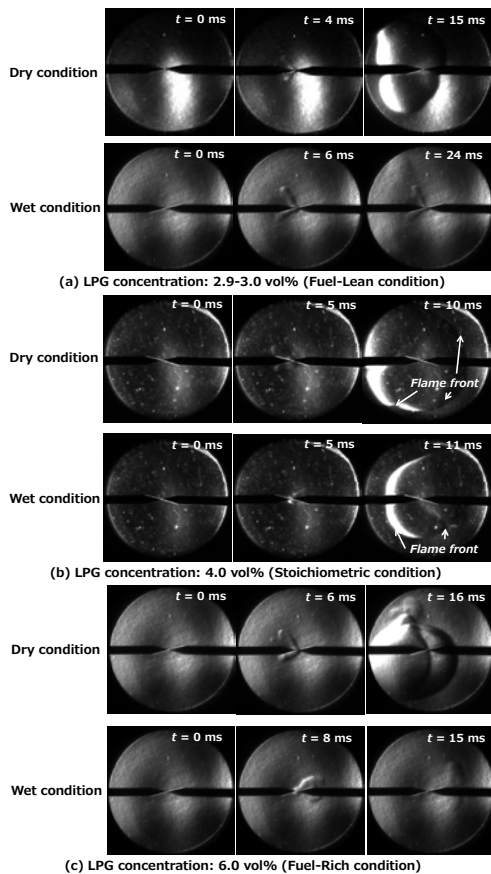 t = 0 ms
t = 4 ms
t = 15 ms
Dry condition
t = 0 ms
t = 6 ms
t = 24 ms
Wet condition
(a) LPG concentration: 2.9-3.0 vol% (Fuel-Lean condition)
t = 0 ms
t = 5 ms
t = 10 ms
Dry condition
Flame front
t = 0 ms
t = 5 ms
t = 11 ms
Wet condition
Flame front
(b) LPG concentration: 4.0 vol% (Stoichiometric condition)
t = 0 ms
t = 6 ms
t = 16 ms
Dry condition
t = 0 ms
t = 8 ms
t = 15 ms
Wet condition
(c) LPG concentration: 6.0 vol% (Fuel-Rich condition)